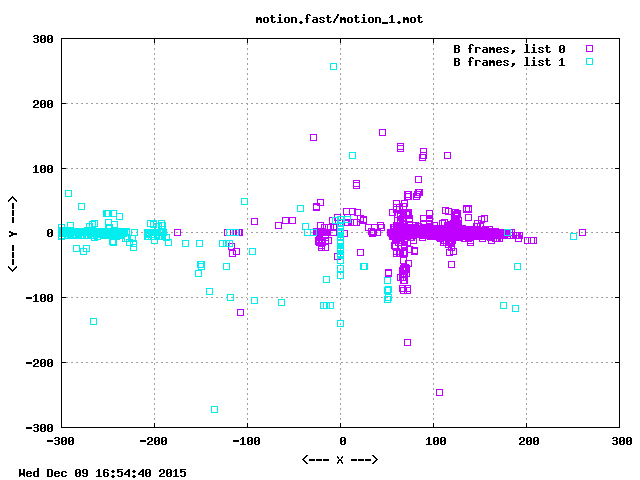 motion.fast/motion_1.mot
B frames, list 0
B frames, list 1
300
200
100
0
-100
-200
-300
<--- Y --->
-300 -200 -100 0 100 200 300
<--- X --->
Wed Dec 09 16:54:40 2015